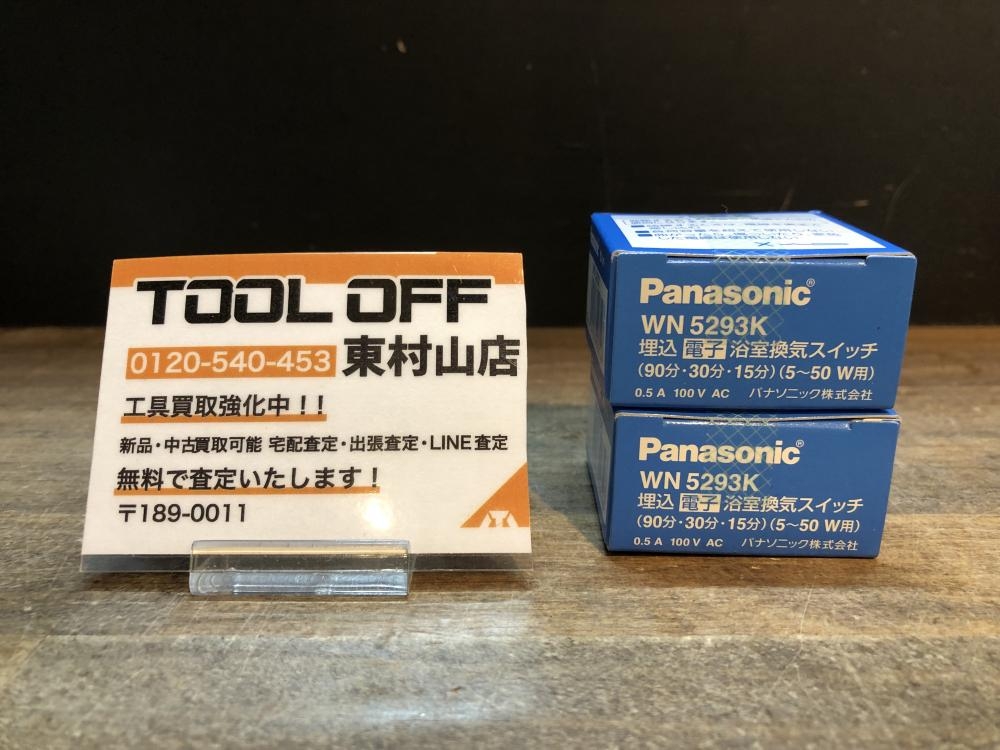 TOOL OFF
0120-540-453 東村山店
工具買取強化中！！
新品・中古買取可能 宅配査定・出張査定・LINE査定
無料で査定いたします！
〒189-0011
Panasonic®
WN 5293K
埋込 電子 浴室換気スイッチ
(90分・30分・15分) (5～50 W用)
0.5 A 100 V AC パナソニック株式会社
Panasonic®
WN 5293K
埋込 電子 浴室換気スイッチ
(90分・30分・15分) (5～50 W用)
0.5 A 100 V AC パナソニック株式会社